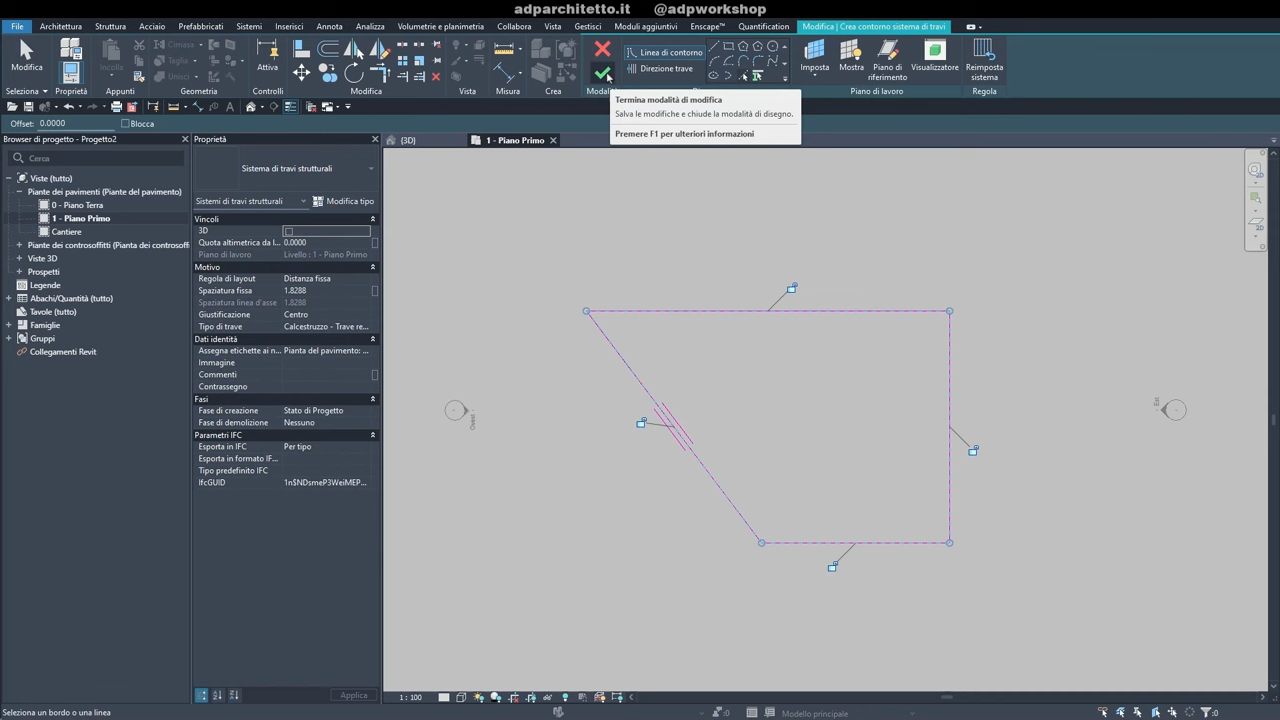 adparchitetto.it @adpworkshop
File Architettura Struttura Acciaio Prefabbricati Sistemi Inserisci Annota Analizza Volumetrie e planimetria Collabora Vista Gestisci Moduli aggiuntivi Enscape™ Quantification Modifica | Crea contorno sistema di travi
Modifica
Incolla
Cimasa
Taglia
Unisci
Attiva
Linea di contorno
Direzione trave
Imposta
Mostra
Piano di riferimento
Visualizzatore
Reimposta sistema
Seleziona Proprietà Appunti Geometria Controlli Modifica Vista Misura Crea Modalità Piano di lavoro Regola
Termina modalità di modifica
Salva le modifiche e chiude la modalità di disegno.
Premere F1 per ulteriori informazioni
Offset: 0.0000 Blocca
Browser di progetto - Progetto2
Cerca
Viste (tutto)
Piante dei pavimenti (Piante del pavimento)
0 - Piano Terra
1 - Piano Primo
Cantiere
Piante dei controsoffitti (Pianta dei controsoff
Viste 3D
Prospetti
Legende
Abachi/Quantità (tutto)
Tavole (tutto)
Famiglie
Gruppi
Collegamenti Revit
Proprietà
Sistema di travi strutturali
Sistemi di travi strutturali Modifica tipo
Vincoli
3D
Quota altimetrica da l... 0.0000
Piano di lavoro Livello : 1 - Piano Primo
Motivo
Regola di layout Distanza fissa
Spaziatura fissa 1.8288
Spaziatura linea d'asse 1.8288
Giustificazione Centro
Tipo di trave Calcestruzzo - Trave re...
Dati identità
Assegna etichette ai n... Pianta del pavimento: ...
Immagine
Commenti
Contrassegno
Fasi
Fase di creazione Stato di Progetto
Fase di demolizione Nessuno
Parametri IFC
Esporta in IFC Per tipo
Esporta in formato IF...
Tipo predefinito IFC
IfcGUID 1n$NDsmeP3WeiMEP...
Applica
(3D)
1 - Piano Primo
Ovest
Est
1 : 100
Seleziona un bordo o una linea
:0
Modello principale
:0